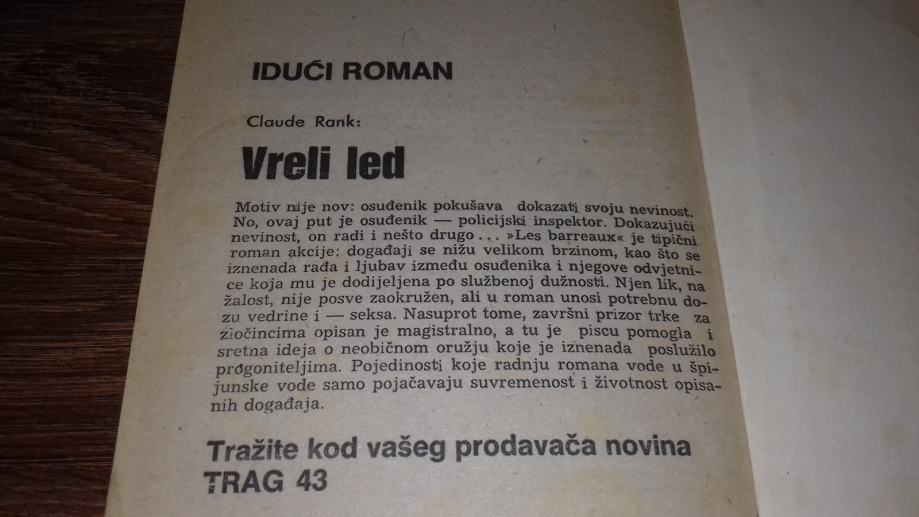 IDUĆI ROMAN
Claude Rank:
Vreli led
Motiv nije nov: osuđenik pokušava dokazati svoju nevinost.
No, ovaj put je osuđenik — policijski inspektor. Dokazujući
nevinost, on radi i nešto drugo... »Les barreaux« je tipični
roman akcije: događaji se nižu velikom brzinom, kao što se
iznenada rađa i ljubav između osuđenika i njegove odvjetni-
ce koja mu je dodijeljena po službenoj dužnosti. Njen lik, na
žalost, nije posve zaokružen, ali u roman unosi potrebnu do-
zu vedrine i — seksa. Nasuprot tome, završni prizor trke za
zločincima opisan je magistralno, a tu je piscu pomogla i
sretna ideja o neobičnom oružju koje je iznenada poslužilo
progoniteljima. Pojedinosti koje radnju romana vode u špi-
junske vode samo pojačavaju suvremenost i životnost opisa-
nih događaja.
Tražite kod vašeg prodavača novina
TRAG 43